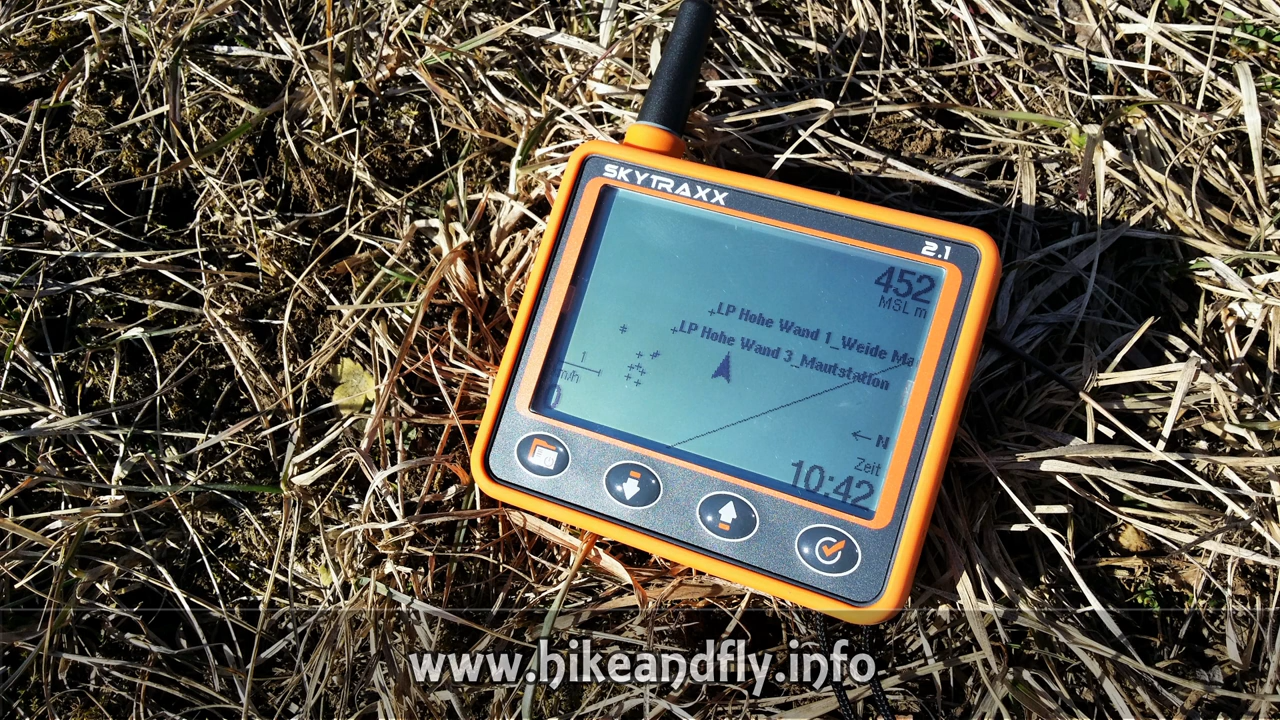 SKYTRAXX
2.1
452
MSL m
LP Hohe Wand 1_Weide Ma
LP Hohe Wand 3_Mautstation
1
m/h
0
N
Zeit
10:42
www.bikeandfly.info